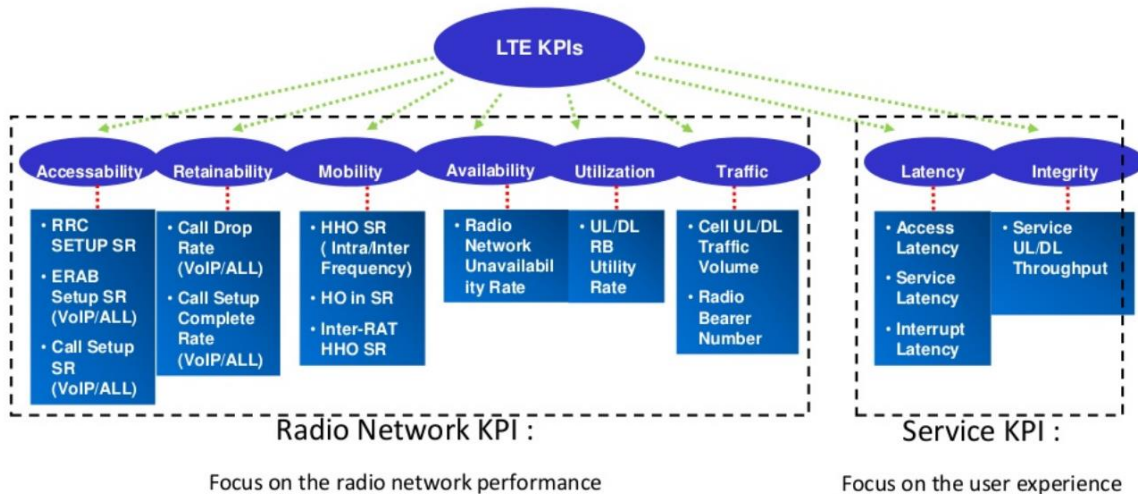 LTE KPIs
Accessability
Retainability
Mobility
Availability
Utilization
Traffic
Latency
Integrity
• RRC
SETUP SR
• ERAB
Setup SR
(VoIP/ALL)
• Call Setup
SR
(VoIP/ALL)
• Call Drop
Rate
(VoIP/ALL)
• Call Setup
Complete
Rate
(VoIP/ALL)
• HHO SR
( Intra/Inter
Frequency)
• HO in SR
• Inter-RAT
HHO SR
• Radio
Network
Unavailabil
ity Rate
• UL/DL
RB
Utility
Rate
• Cell UL/DL
Traffic
Volume
• Radio
Bearer
Number
• Access
Latency
• Service
Latency
• Interrupt
Latency
• Service
UL/DL
Throughput
Radio Network KPI :
Focus on the radio network performance
Service KPI :
Focus on the user experience